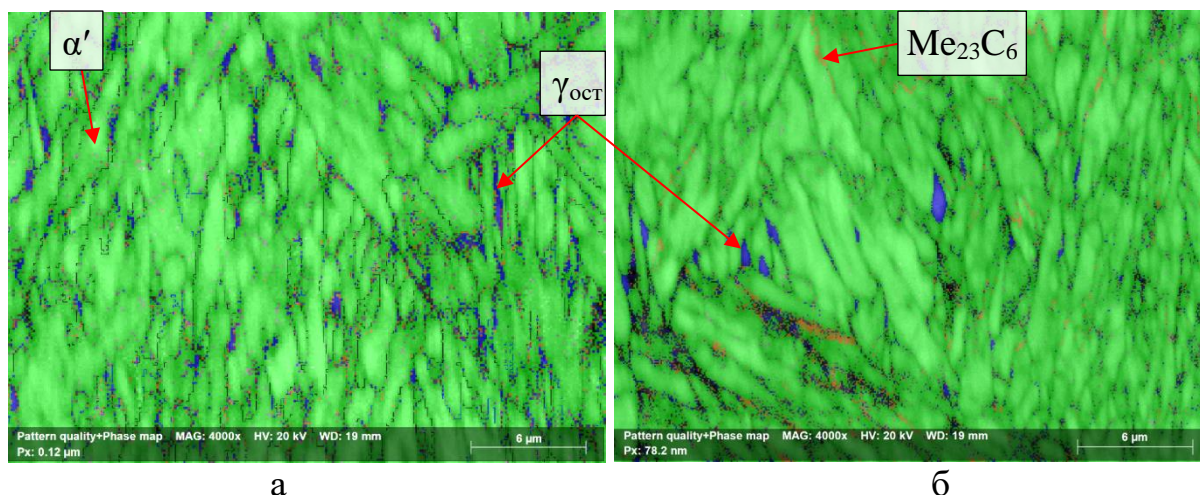 α′
γост
Me23C6
Pattern quality+Phase map MAG: 4000x HV: 20 kV WD: 19 mm
Px: 0.12 µm
6 µm
Pattern quality+Phase map MAG: 4000x HV: 20 kV WD: 19 mm
Px: 78.2 nm
6 µm
а
б